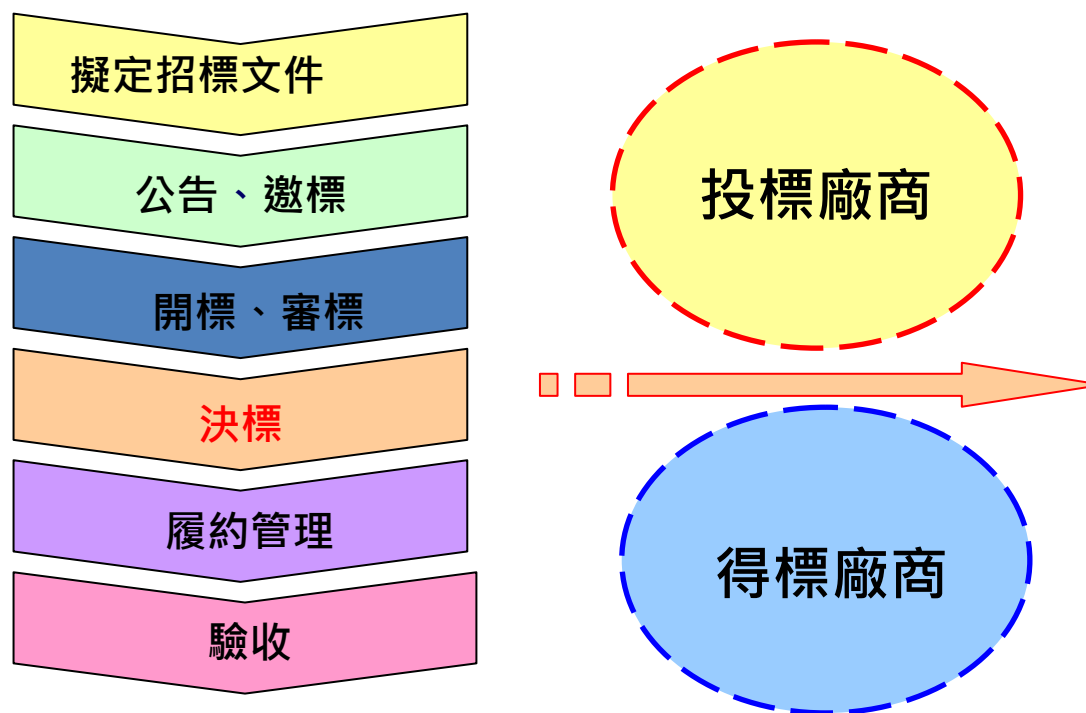 擬定招標文件
公告、邀標
開標、審標
決標
履約管理
驗收
投標廠商
得標廠商